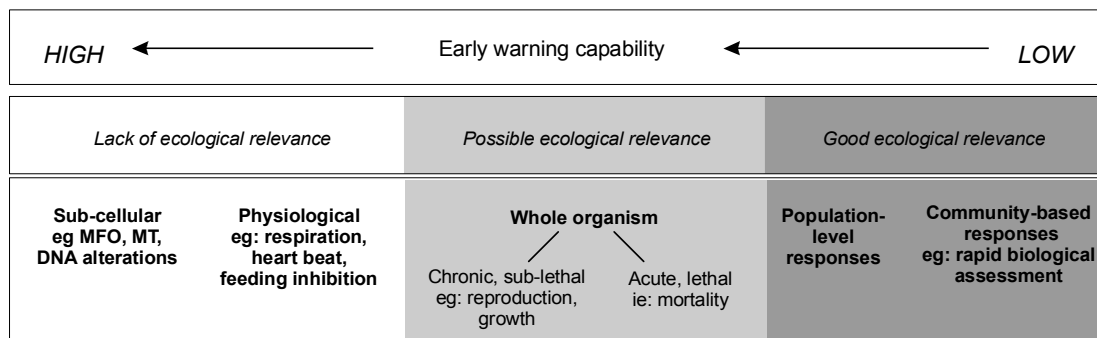 HIGH
Early warning capability
LOW
Lack of ecological relevance
Possible ecological relevance
Good ecological relevance
Sub-cellular
eg MFO, MT,
DNA alterations
Physiological
eg: respiration,
heart beat,
feeding inhibition
Whole organism
Chronic, sub-lethal
eg: reproduction,
growth
Acute, lethal
ie: mortality
Population-
level
responses
Community-based
responses
eg: rapid biological
assessment